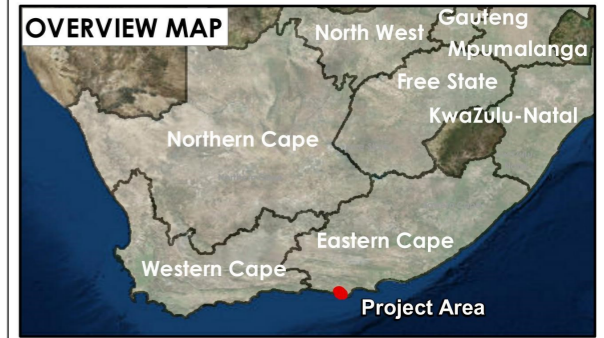 OVERVIEW MAP
Gauteng
North West
Mpumalanga
Free State
KwaZulu-Natal
Northern Cape
Eastern Cape
Western Cape
Project Area